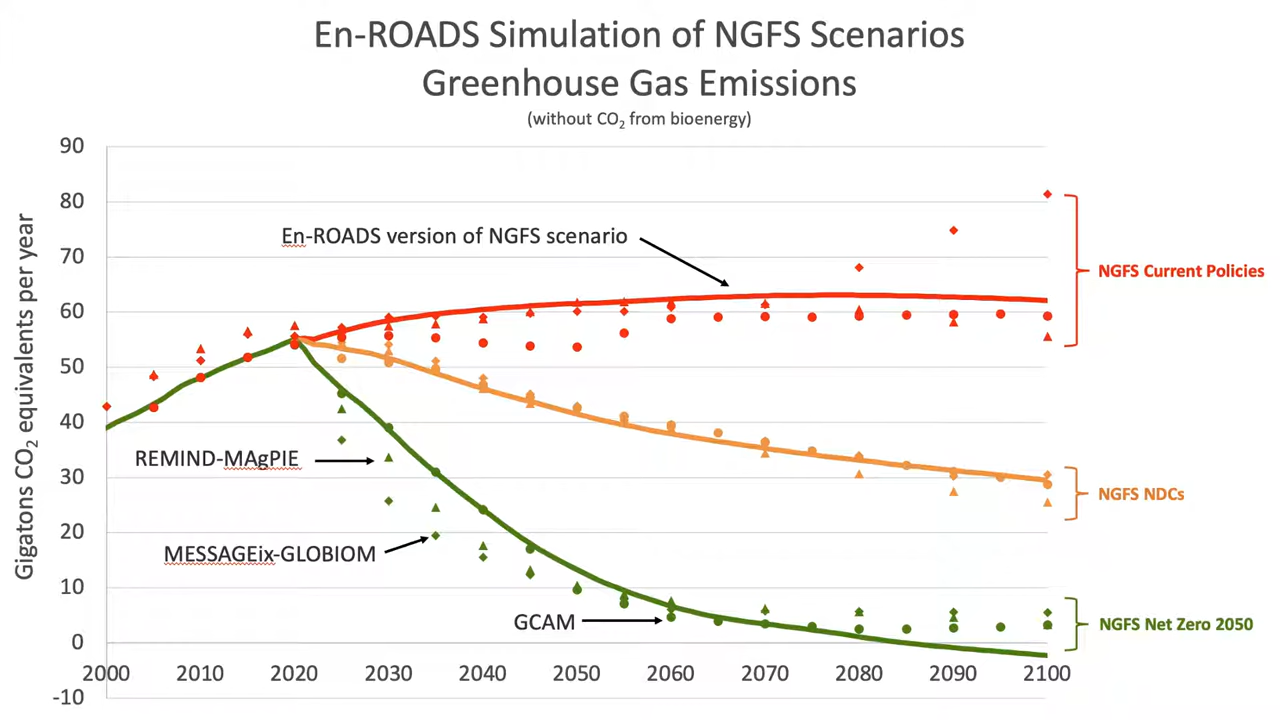 En-ROADS Simulation of NGFS Scenarios
Greenhouse Gas Emissions
(without CO₂ from bioenergy)
Gigatons CO₂ equivalents per year
90
80
70
60
50
40
30
20
10
0
-10
En-ROADS version of NGFS scenario
NGFS Current Policies
REMIND-MAgPIE
NGFS NDCs
MESSAGEix-GLOBIOM
GCAM
NGFS Net Zero 2050
2000 2010 2020 2030 2040 2050 2060 2070 2080 2090 2100